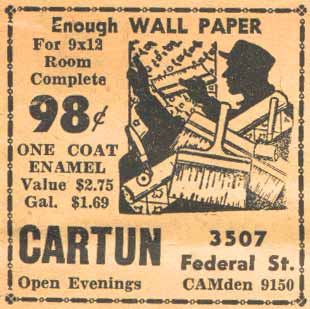 Enough WALL PAPER
For 9x12
Room
Complete
98¢
ONE COAT
ENAMEL
Value $2.75
Gal. $1.69
CARTUN
Open Evenings
3507
Federal St.
CAMden 9150